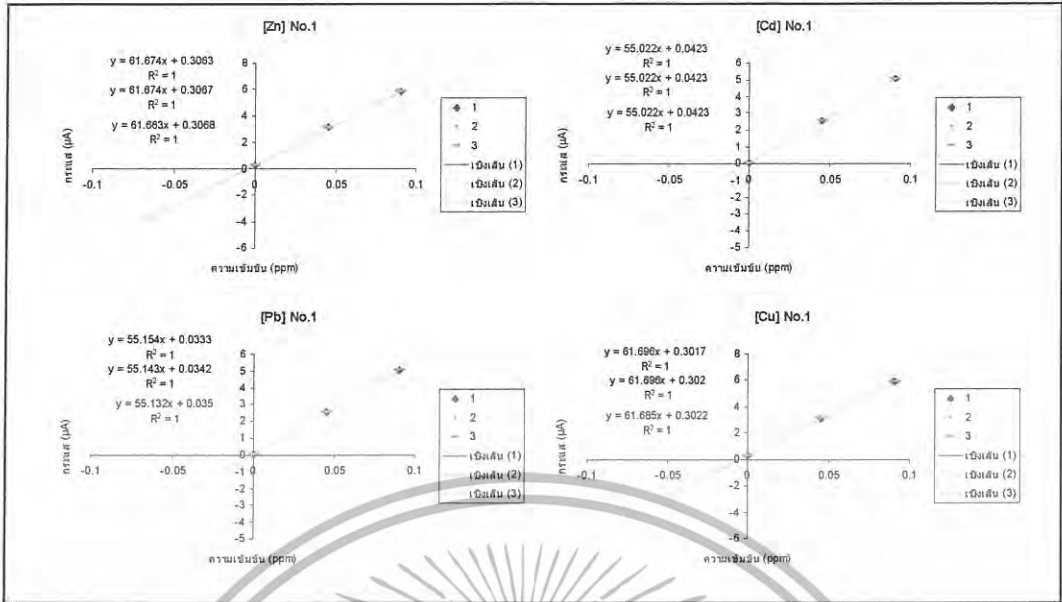 [Zn] No.1
y = 61.674x + 0.3063
R² = 1
y = 61.674x + 0.3067
R² = 1
y = 61.663x + 0.3068
R² = 1
กระแส (µA)
8
6
4
2
0
-2
-4
-6
-0.1
-0.05
0
0.05
0.1
ความเข้มข้น (ppm)
1
2
3
เชิงเส้น (1)
เชิงเส้น (2)
เชิงเส้น (3)
[Cd] No.1
y = 55.022x + 0.0423
R² = 1
y = 55.022x + 0.0423
R² = 1
y = 55.022x + 0.0423
R² = 1
กระแส (µA)
6
5
4
3
2
1
0
-1
-2
-3
-4
-5
-0.1
-0.05
0
0.05
0.1
ความเข้มข้น (ppm)
1
2
3
เชิงเส้น (1)
เชิงเส้น (2)
เชิงเส้น (3)
[Pb] No.1
y = 55.154x + 0.0333
R² = 1
y = 55.143x + 0.0342
R² = 1
y = 55.132x + 0.035
R² = 1
กระแส (µA)
6
5
4
3
2
1
0
-1
-2
-3
-4
-5
-0.1
-0.05
0
0.05
0.1
ความเข้มข้น (ppm)
1
2
3
เชิงเส้น (1)
เชิงเส้น (2)
เชิงเส้น (3)
[Cu] No.1
y = 61.696x + 0.3017
R² = 1
y = 61.696x + 0.302
R² = 1
y = 61.685x + 0.3022
R² = 1
กระแส (µA)
8
6
4
2
0
-2
-4
-6
-0.1
-0.05
0
0.05
0.1
ความเข้มข้น (ppm)
1
2
3
เชิงเส้น (1)
เชิงเส้น (2)
เชิงเส้น (3)